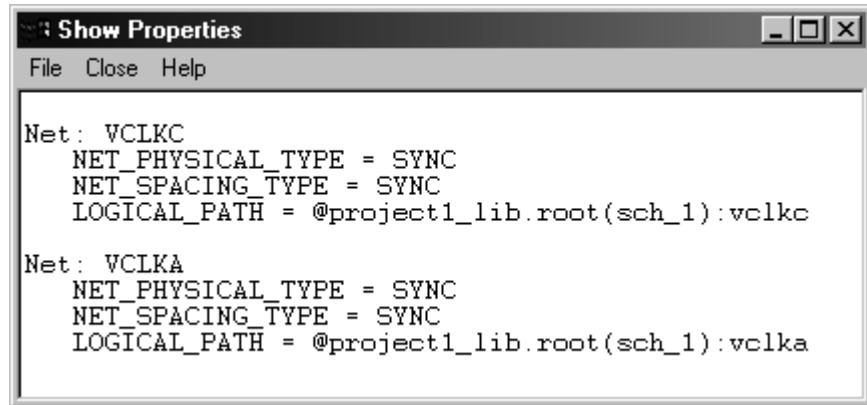 Show Properties
File Close Help
Net: VCLKC
NET_PHYSICAL_TYPE = SYNC
NET_SPACING_TYPE = SYNC
LOGICAL_PATH = @project1_lib.root(sch_1):vclkc
Net: VCLKA
NET_PHYSICAL_TYPE = SYNC
NET_SPACING_TYPE = SYNC
LOGICAL_PATH = @project1_lib.root(sch_1):vclka